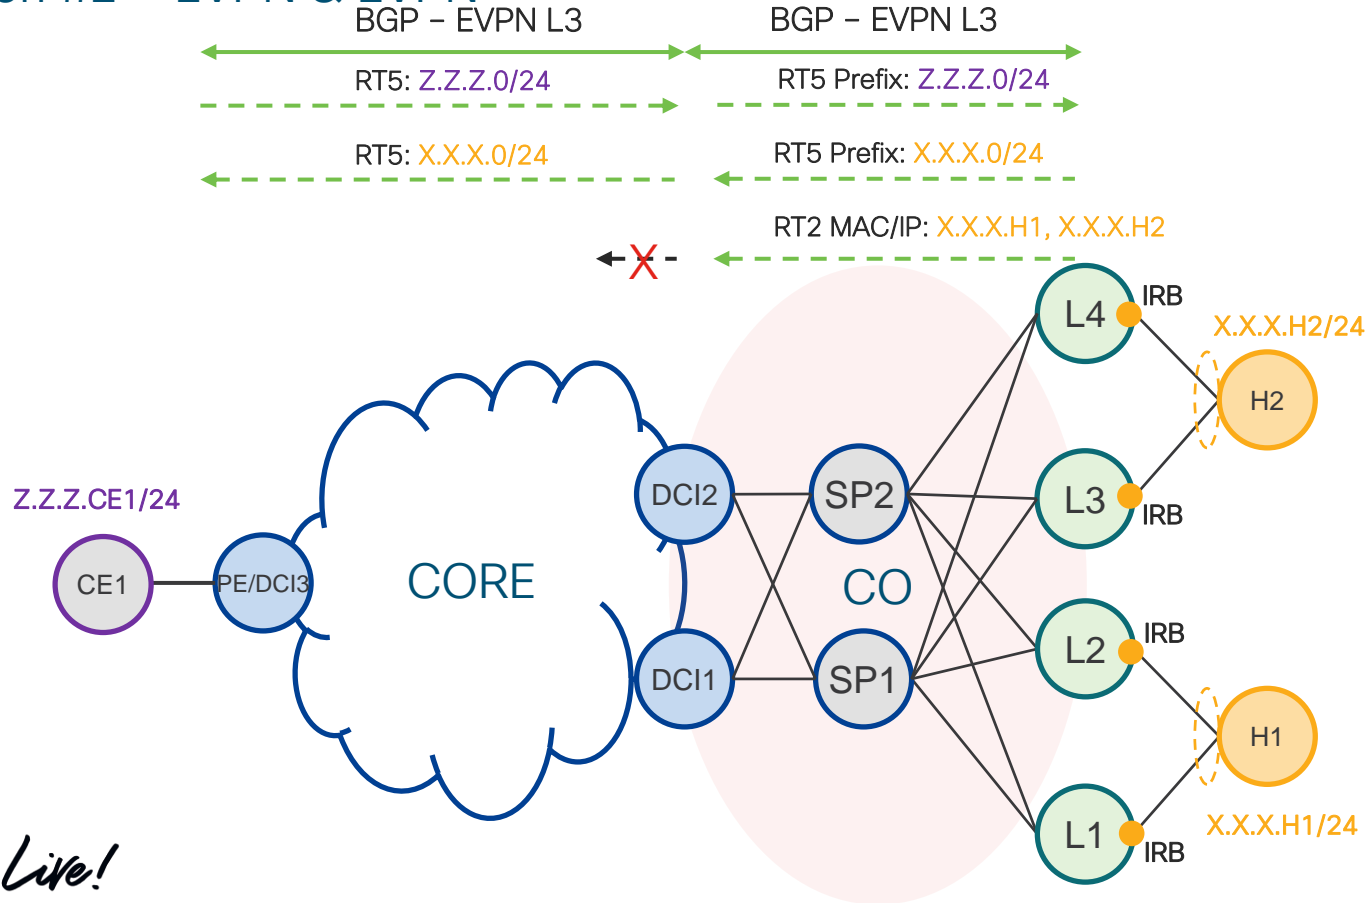 BGP – EVPN L3
BGP – EVPN L3
RT5: Z.Z.Z.0/24
RT5 Prefix: Z.Z.Z.0/24
RT5: X.X.X.0/24
RT5 Prefix: X.X.X.0/24
RT2 MAC/IP: X.X.X.H1, X.X.X.H2
X
L4
IRB
X.X.X.H2/24
H2
DCI2
SP2
L3
IRB
Z.Z.Z.CE1/24
CE1
PE/DCI3
CORE
CO
DCI1
SP1
L2
IRB
H1
L1
IRB
X.X.X.H1/24
Live!